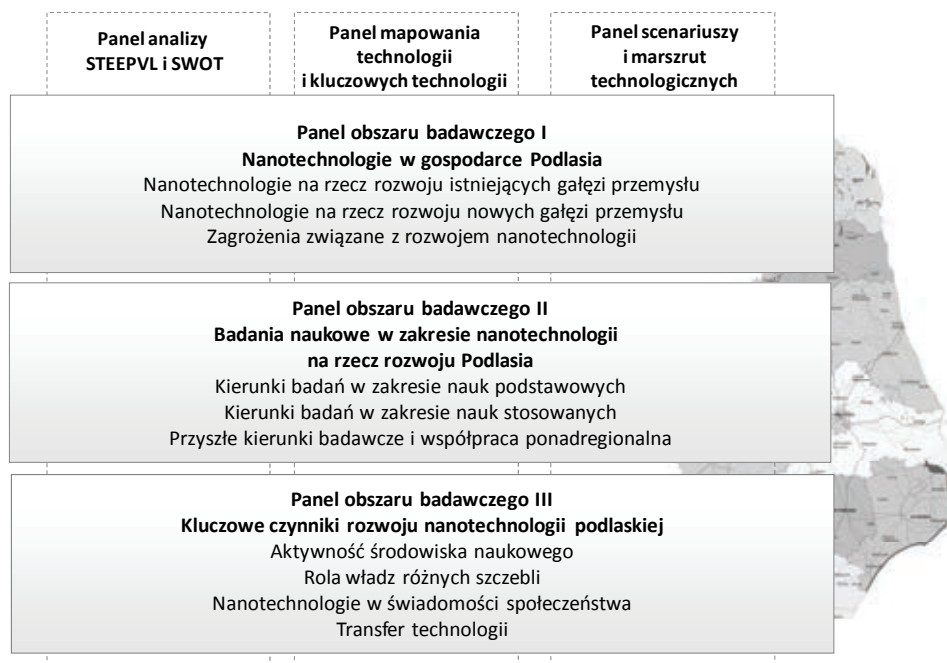 Panel analizy
STEEPVL i SWOT
Panel mapowania
technologii
i kluczowych technologii
Panel scenariuszy
i marszrut
technologicznych
Panel obszaru badawczego I
Nanotechnologie w gospodarce Podlasia
Nanotechnologie na rzecz rozwoju istniejących gałęzi przemysłu
Nanotechnologie na rzecz rozwoju nowych gałęzi przemysłu
Zagrożenia związane z rozwojem nanotechnologii
Panel obszaru badawczego II
Badania naukowe w zakresie nanotechnologii
na rzecz rozwoju Podlasia
Kierunki badań w zakresie nauk podstawowych
Kierunki badań w zakresie nauk stosowanych
Przyszłe kierunki badawcze i współpraca ponadregionalna
Panel obszaru badawczego III
Kluczowe czynniki rozwoju nanotechnologii podlaskiej
Aktywność środowiska naukowego
Rola władz różnych szczebli
Nanotechnologie w świadomości społeczeństwa
Transfer technologii